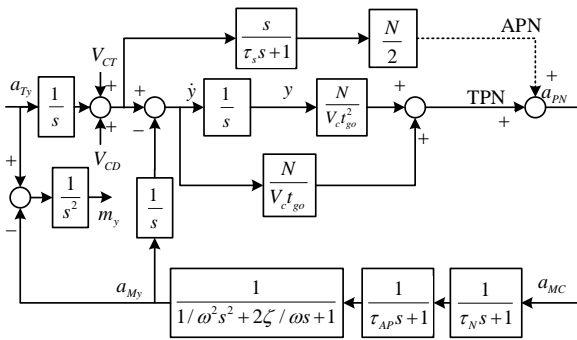 s
τ_s s+1
N
2
APN
V_CT
+
a_Ty
1
s
+
V_CD
+
−
ẏ
1
s
y
N
V_c t_go^2
+
+
TPN
+
+
a_PN
N
V_c t_go
+
−
1
s^2
m_y
1
s
a_My
1
1/ω^2 s^2+2ζ/ωs+1
1
τ_AP s+1
1
τ_N s+1
a_MC